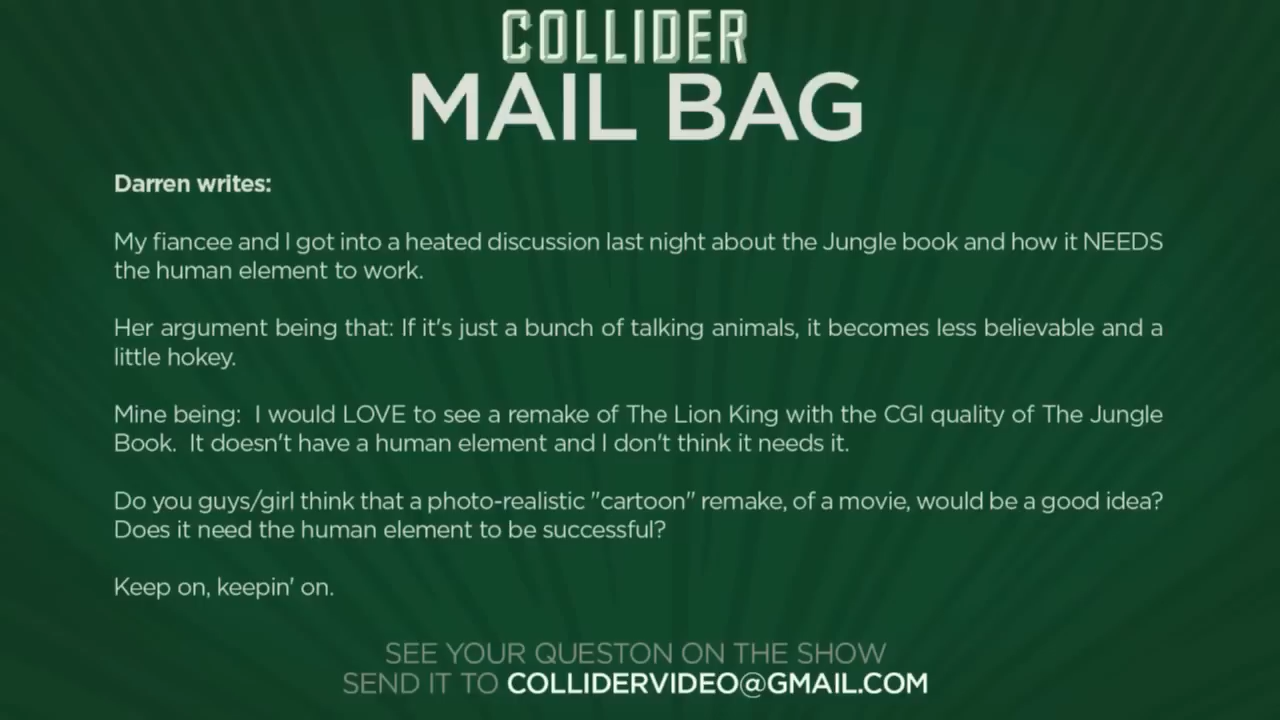 COLLIDER
MAIL BAG
Darren writes:
My fiancee and I got into a heated discussion last night about the Jungle book and how it NEEDS
the human element to work.
Her argument being that: If it's just a bunch of talking animals, it becomes less believable and a
little hokey.
Mine being:  I would LOVE to see a remake of The Lion King with the CGI quality of The Jungle
Book.  It doesn't have a human element and I don't think it needs it.
Do you guys/girl think that a photo-realistic "cartoon" remake, of a movie, would be a good idea?
Does it need the human element to be successful?
Keep on, keepin' on.
SEE YOUR QUESTON ON THE SHOW
SEND IT TO COLLIDERVIDEO@GMAIL.COM